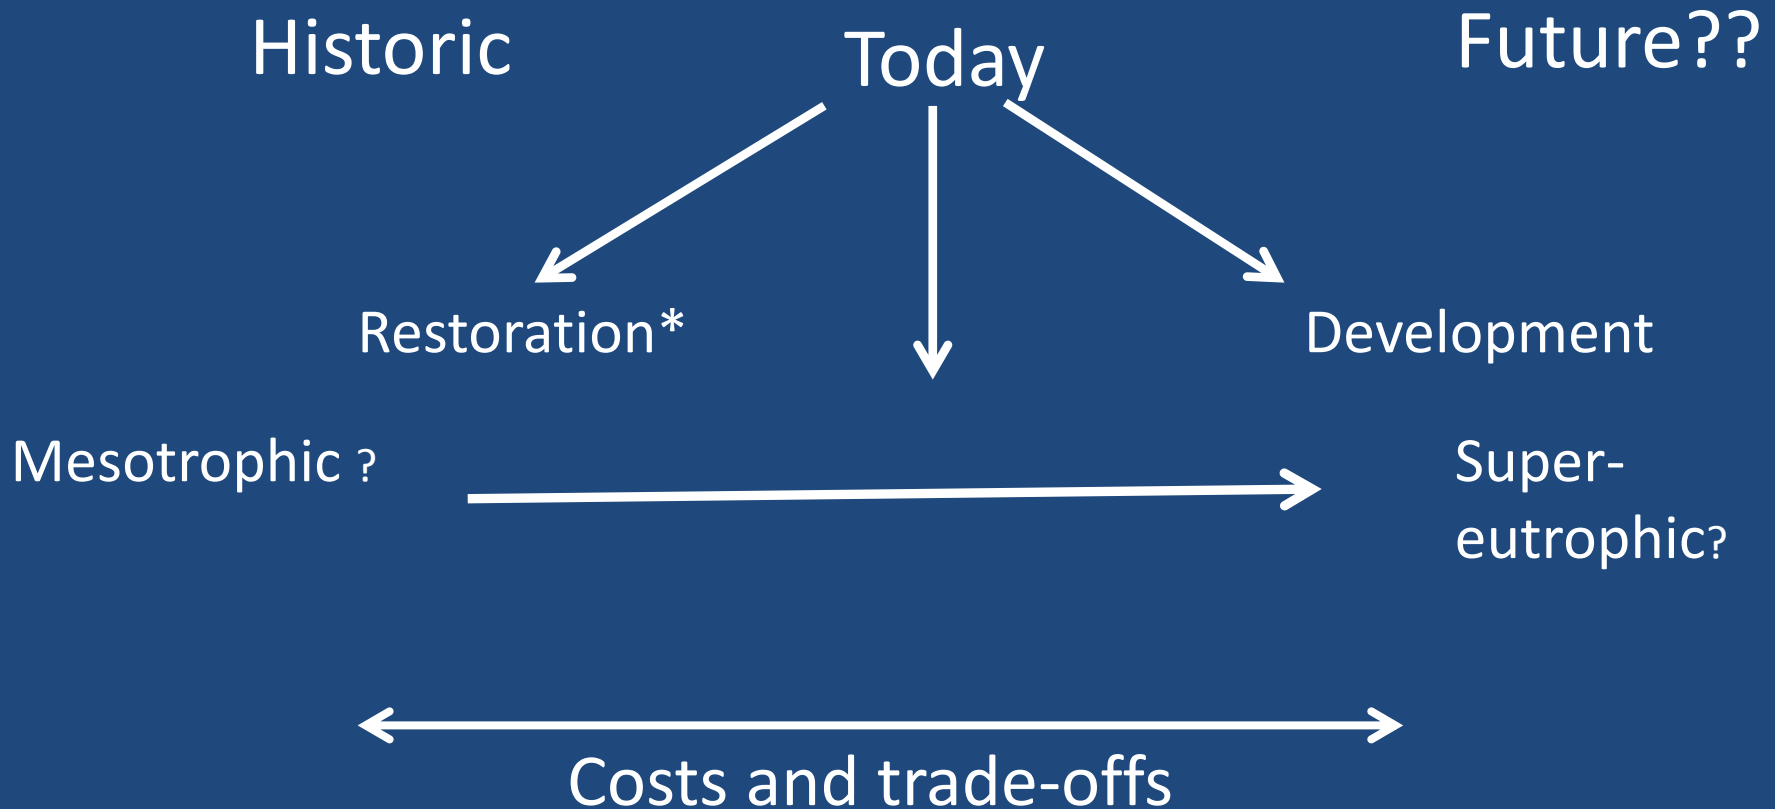 Historic
Today
Future??
Restoration*
Development
Mesotrophic ?
Super-
eutrophic?
Costs and trade-offs